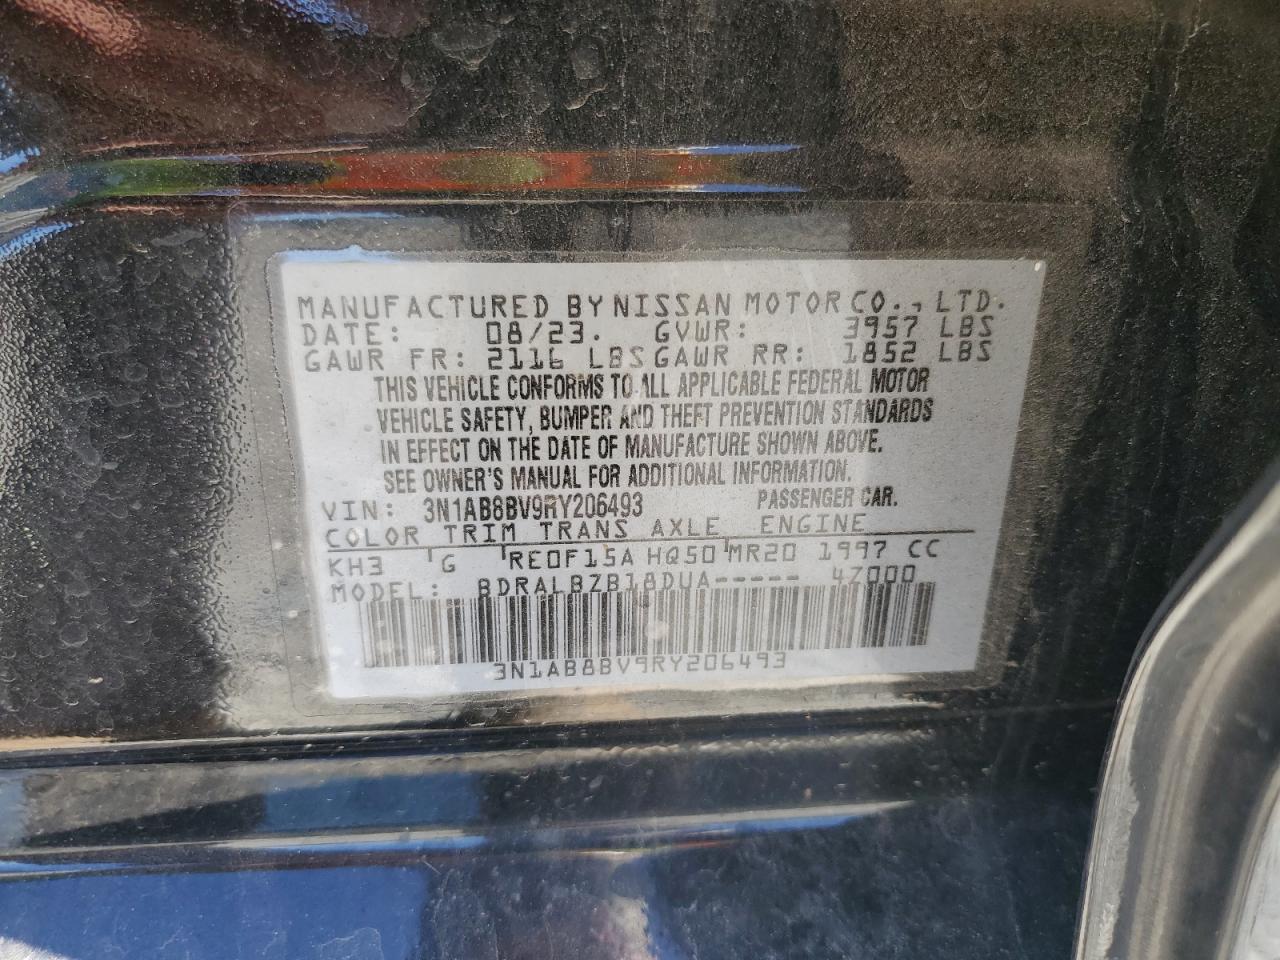 MANUFACTURED BY NISSAN MOTOR CO., LTD.
DATE: 08/23. GVWR: 3957 LBS
GAWR FR: 2116 LBS GAWR RR: 1852 LBS
THIS VEHICLE CONFORMS TO ALL APPLICABLE FEDERAL MOTOR
VEHICLE SAFETY, BUMPER AND THEFT PREVENTION STANDARDS
IN EFFECT ON THE DATE OF MANUFACTURE SHOWN ABOVE.
SEE OWNER'S MANUAL FOR ADDITIONAL INFORMATION.
VIN: 3N1AB8BV9RY206493 PASSENGER CAR.
COLOR TRIM TRANS AXLE ENGINE
KH3 G RE0F15A HQ50 MR20 1997 CC
MODEL: BDRALBZB18DUA----- 47000
3N1AB8BV9RY206493